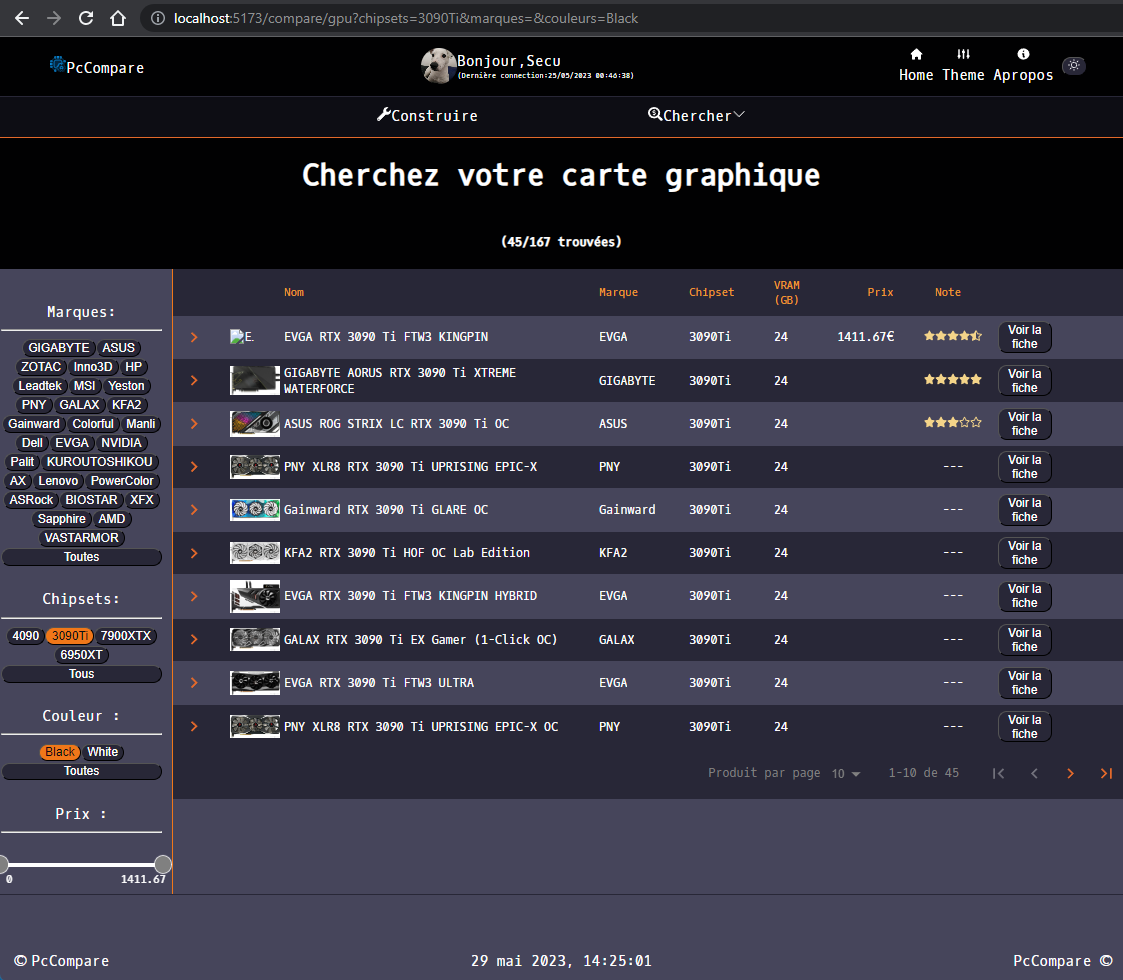 localhost:5173/compare/gpu?chipsets=3090Ti&marques=&couleurs=Black
PcCompare
Bonjour,Secu
(Dernière connection:25/05/2023 00:46:38)
Home Theme Apropos
Construire
Chercher
Cherchez votre carte graphique
(45/167 trouvées)
Marques:
GIGABYTE ASUS
ZOTAC Inno3D HP
Leadtek MSI Yeston
PNY GALAX KFA2
Gainward Colorful Manli
Dell EVGA NVIDIA
Palit KUROUTOSHIKOU
AX Lenovo PowerColor
ASRock BIOSTAR XFX
Sapphire AMD
VASTARMOR
Toutes
Chipsets:
4090 3090Ti 7900XTX
6950XT
Tous
Couleur :
Black White
Toutes
Prix :
0 1411.67
Nom Marque Chipset VRAM (GB) Prix Note
E. EVGA RTX 3090 Ti FTW3 KINGPIN EVGA 3090Ti 24 1411.67€ Voir la fiche
GIGABYTE AORUS RTX 3090 Ti XTREME WATERFORCE GIGABYTE 3090Ti 24 Voir la fiche
ASUS ROG STRIX LC RTX 3090 Ti OC ASUS 3090Ti 24 Voir la fiche
PNY XLR8 RTX 3090 Ti UPRISING EPIC-X PNY 3090Ti 24 --- Voir la fiche
Gainward RTX 3090 Ti GLARE OC Gainward 3090Ti 24 --- Voir la fiche
KFA2 RTX 3090 Ti HOF OC Lab Edition KFA2 3090Ti 24 --- Voir la fiche
EVGA RTX 3090 Ti FTW3 KINGPIN HYBRID EVGA 3090Ti 24 --- Voir la fiche
GALAX RTX 3090 Ti EX Gamer (1-Click OC) GALAX 3090Ti 24 --- Voir la fiche
EVGA RTX 3090 Ti FTW3 ULTRA EVGA 3090Ti 24 --- Voir la fiche
PNY XLR8 RTX 3090 Ti UPRISING EPIC-X OC PNY 3090Ti 24 --- Voir la fiche
Produit par page 10 1-10 de 45
© PcCompare
29 mai 2023, 14:25:01
PcCompare ©